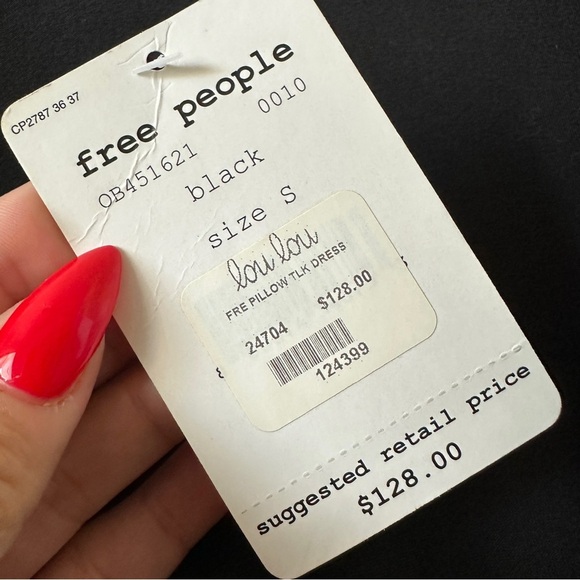 CP2787 36 37
free people
OB451621 0010
black
size S
lou lou
FRE PILLOW TLK DRESS
24704 $128.00
124399
suggested retail price
$128.00